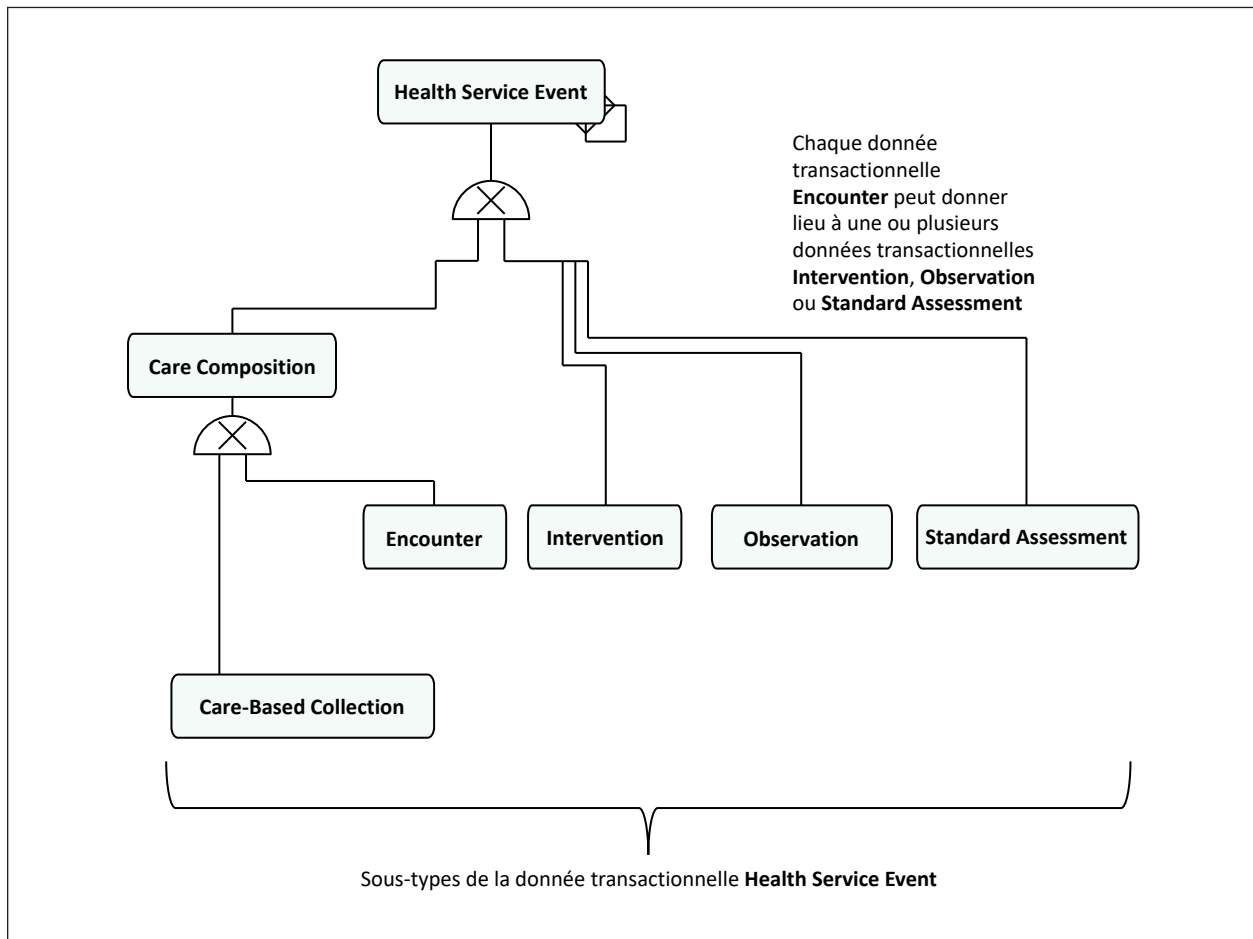 Health Service Event
Chaque donnée
transactionnelle
Encounter peut donner
lieu à une ou plusieurs
données transactionnelles
Intervention, Observation
ou Standard Assessment
Care Composition
Encounter
Intervention
Observation
Standard Assessment
Care-Based Collection
Sous-types de la donnée transactionnelle Health Service Event